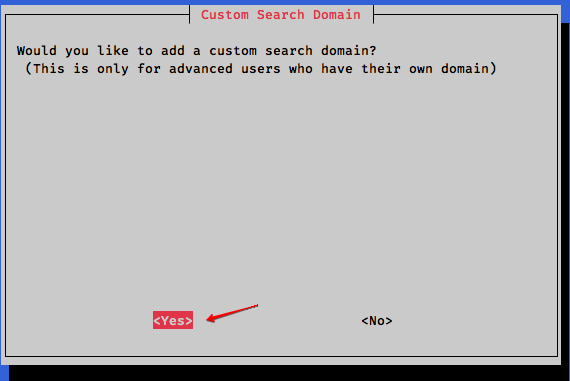 Custom Search Domain
Would you like to add a custom search domain?
(This is only for advanced users who have their own domain)
<Yes> <No>